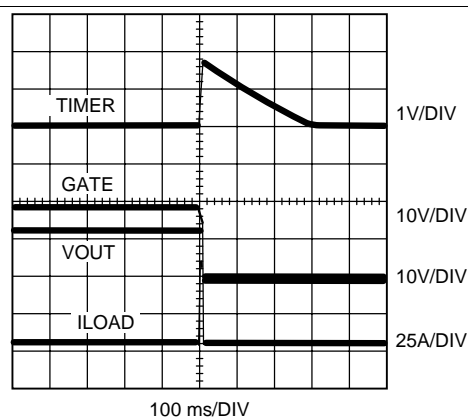 TIMER
1V/DIV
GATE
10V/DIV
VOUT
10V/DIV
ILOAD
25A/DIV
100 ms/DIV